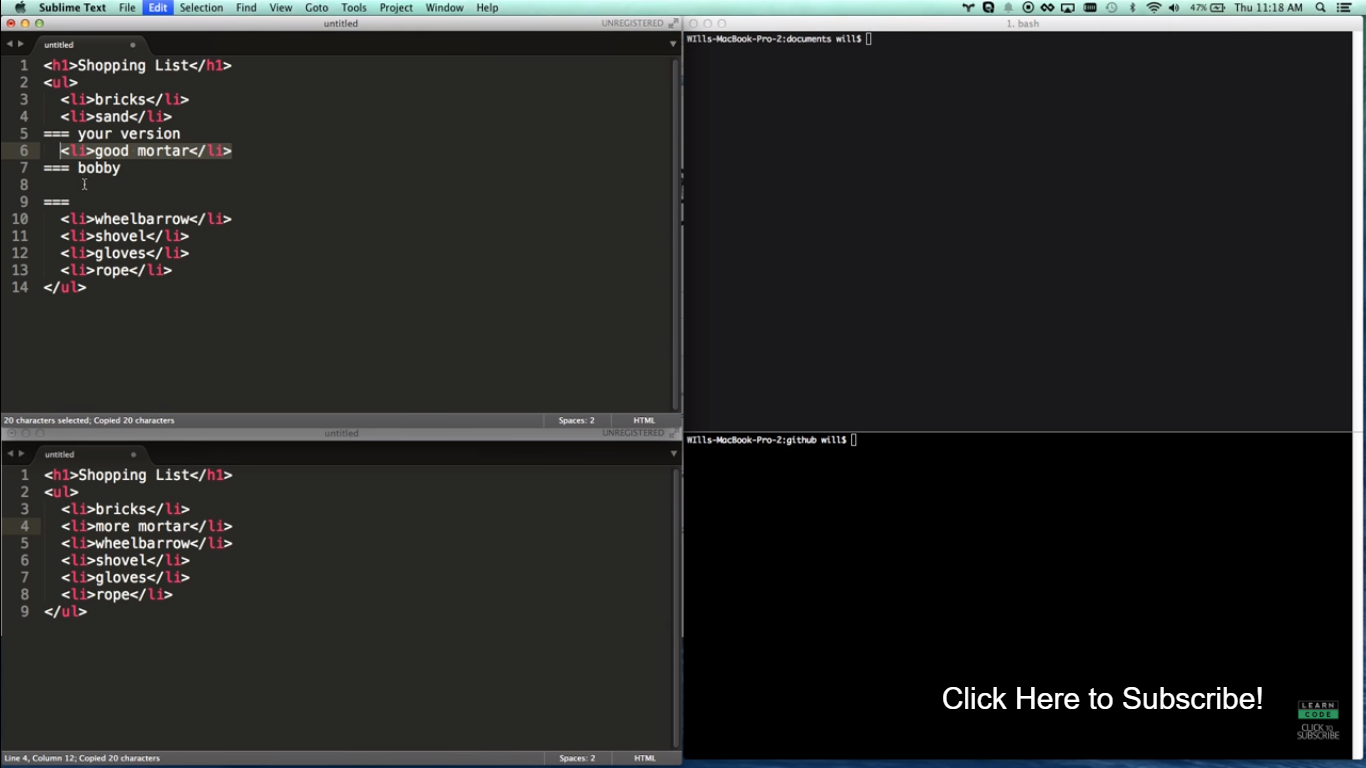 Sublime Text File Edit Selection Find View Goto Tools Project Window Help 47% Thu 11:18 AM
untitled UNREGISTERED
untitled
1 <h1>Shopping List</h1>
2 <ul>
3 <li>bricks</li>
4 <li>sand</li>
5 === your version
6 <li>good mortar</li>
7 === bobby
8
9 ===
10 <li>wheelbarrow</li>
11 <li>shovel</li>
12 <li>gloves</li>
13 <li>rope</li>
14 </ul>
20 characters selected; Copied 20 characters Spaces: 2 HTML
untitled UNREGISTERED
untitled
1 <h1>Shopping List</h1>
2 <ul>
3 <li>bricks</li>
4 <li>more mortar</li>
5 <li>wheelbarrow</li>
6 <li>shovel</li>
7 <li>gloves</li>
8 <li>rope</li>
9 </ul>
Line 4, Column 12; Copied 20 characters Spaces: 2 HTML
1. bash
WIlls-MacBook-Pro-2:documents will$
WIlls-MacBook-Pro-2:github will$
Click Here to Subscribe!
LEARN
CODE
CLICK TO
SUBSCRIBE